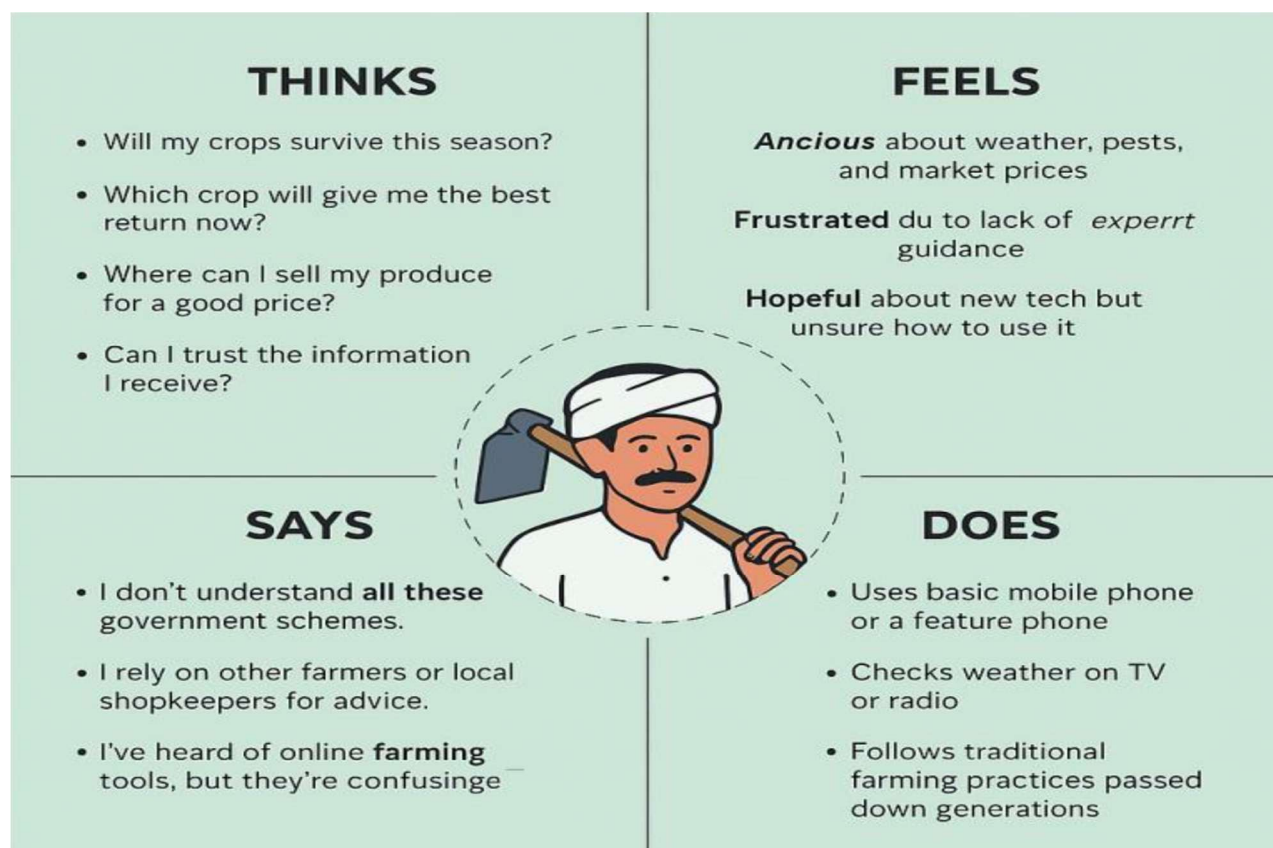 THINKS
• Will my crops survive this season?
• Which crop will give me the best
return now?
• Where can I sell my produce
for a good price?
• Can I trust the information
I receive?
FEELS
Ancious about weather, pests,
and market prices
Frustrated du to lack of experrt
guidance
Hopeful about new tech but
unsure how to use it
SAYS
• I don't understand all these
government schemes.
• I rely on other farmers or local
shopkeepers for advice.
• I've heard of online farming
tools, but they're confusinge
DOES
• Uses basic mobile phone
or a feature phone
• Checks weather on TV
or radio
• Follows traditional
farming practices passed
down generations